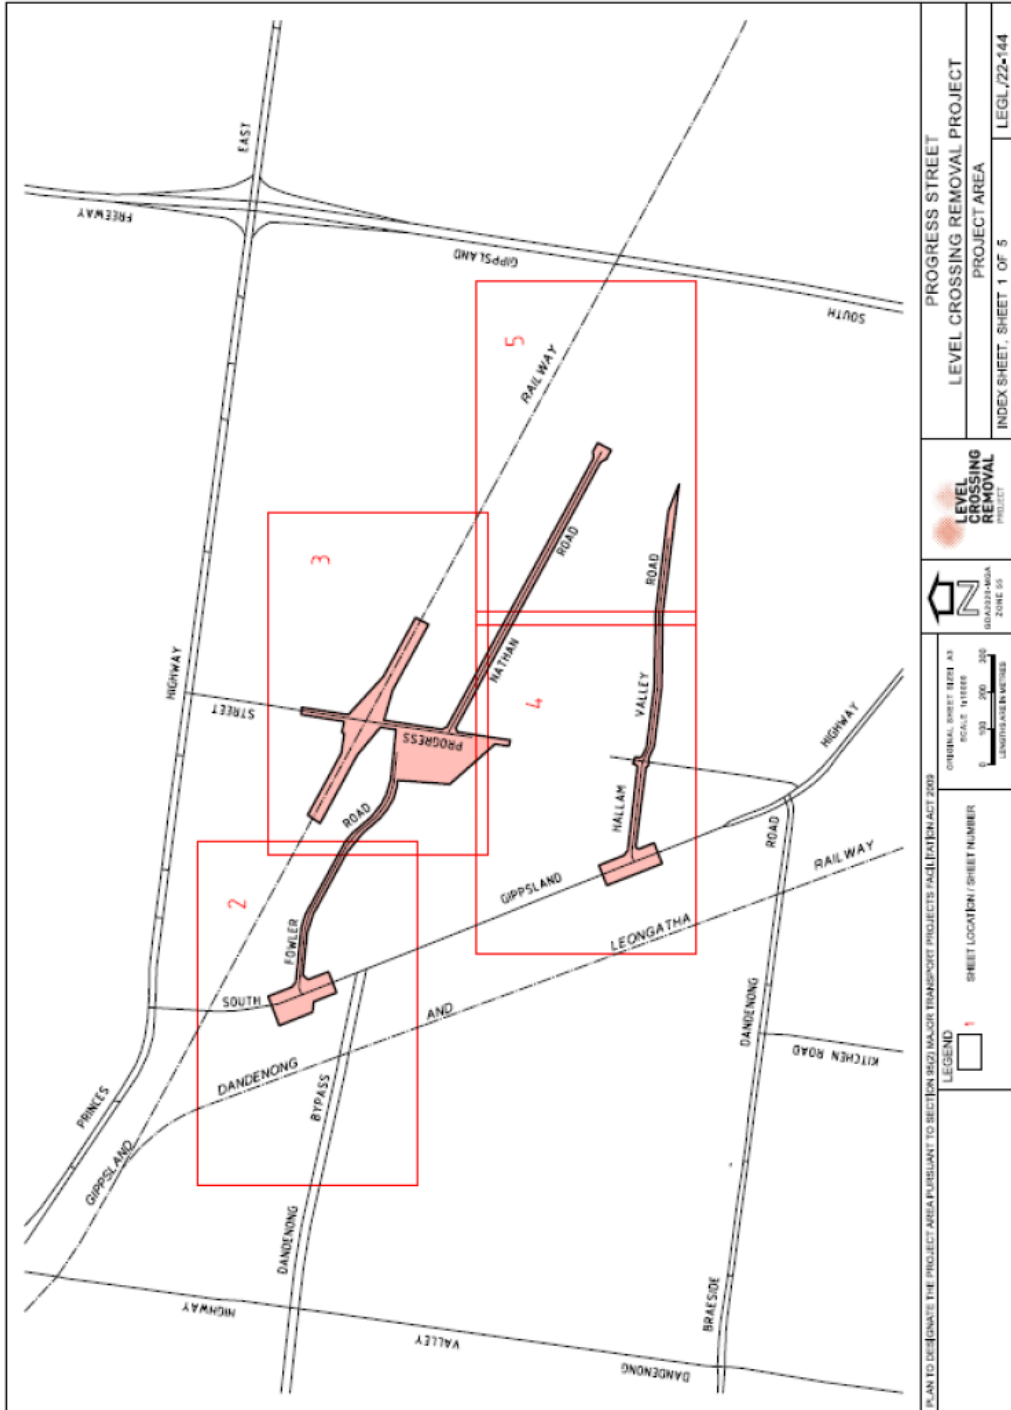 EAST
FREEWAY
GIPPSLAND
SOUTH
RAILWAY
5
3
HIGHWAY
STREET
PROGRESS
NATHAN
ROAD
ROAD
4
VALLEY
ROAD
HALLAM
HIGHWAY
ROAD
RAILWAY
2
FOWLER
SOUTH
GIPPSLAND
LEONGATHA
AND
DANDENONG
BYPASS
PRINCES
GIPPSLAND
DANDENONG
DANDENONG
KITCHEN ROAD
HIGHWAY
VALLEY
DANDENONG
BRAESIDE
PLAN TO DESIGNATE THE PROJECT AREA PURSUANT TO SECTION 95(2) MAJOR TRANSPORT PROJECTS FACILITATION ACT 2009
LEGEND
1
SHEET LOCATION / SHEET NUMBER
ORIGINAL SHEET SIZE: A3
SCALE
0 100 200 300
LENGTHS ARE IN METRES
N
GDA2020-MGA
ZONE 55
LEVEL
CROSSING
REMOVAL
PROJECT
PROGRESS STREET
LEVEL CROSSING REMOVAL PROJECT
PROJECT AREA
INDEX SHEET, SHEET 1 OF 5
LEGL./22-144